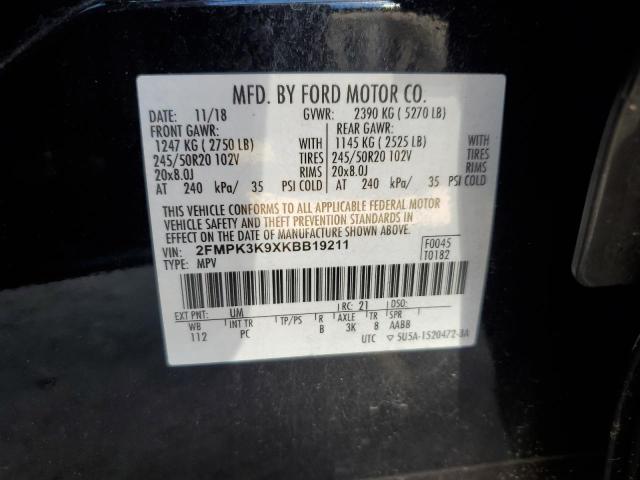 MFD. BY FORD MOTOR CO.
DATE: 11/18 GVWR: 2390 KG ( 5270 LB)
FRONT GAWR: REAR GAWR:
1247 KG ( 2750 LB) WITH 1145 KG ( 2525 LB) WITH
245/50R20 102V TIRES 245/50R20 102V TIRES
20x8.0J RIMS 20x8.0J RIMS
AT 240 kPa/ 35 PSI COLD AT 240 kPa/ 35 PSI COLD
THIS VEHICLE CONFORMS TO ALL APPLICABLE FEDERAL MOTOR
VEHICLE SAFETY AND THEFT PREVENTION STANDARDS IN
EFFECT ON THE DATE OF MANUFACTURE SHOWN ABOVE.
VIN: 2FMPK3K9XKBB19211 F0045
TYPE: MPV T0182
EXT PNT: UM RC: 21 DSO:
WB INT TR TP/PS R AXLE TR SPR
112 PC B 3K 8 AABB
UTC ▽ 5U5A-1520472-BA